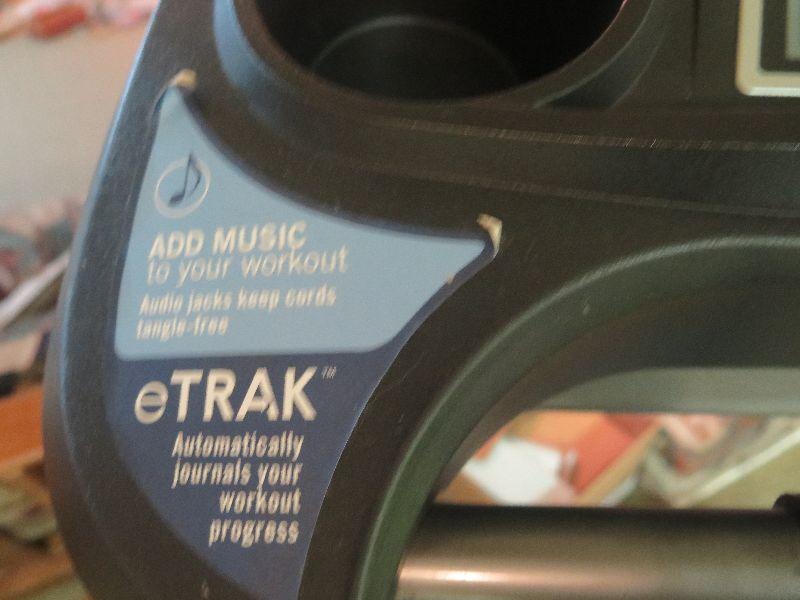 ADD MUSIC
to your workout
Audio jacks keep cords
tangle-free
eTRAK™
Automatically
journals your
workout
progress